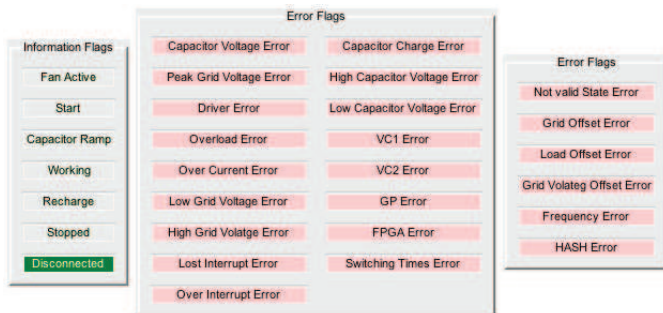 Information Flags
Fan Active
Start
Capacitor Ramp
Working
Recharge
Stopped
Disconnected
Error Flags
Capacitor Voltage Error
Capacitor Charge Error
Peak Grid Voltage Error
High Capacitor Voltage Error
Driver Error
Low Capacitor Voltage Error
Overload Error
VC1 Error
Over Current Error
VC2 Error
Low Grid Voltage Error
GP Error
High Grid Volatge Error
FPGA Error
Lost Interrupt Error
Switching Times Error
Over Interrupt Error
Error Flags
Not valid State Error
Grid Offset Error
Load Offset Error
Grid Volateg Offset Error
Frequency Error
HASH Error